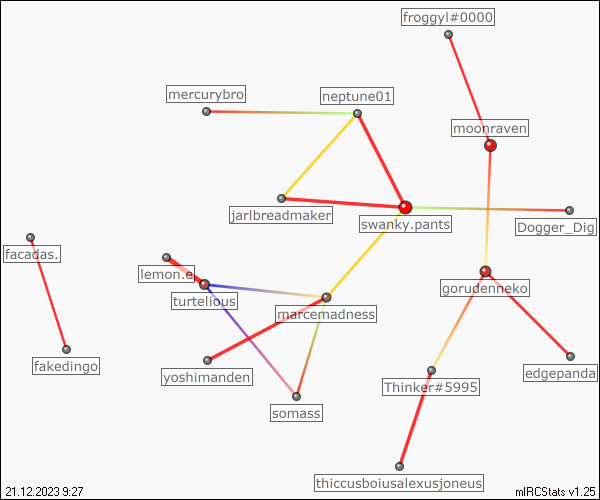 froggyl#0000
mercurybro
neptune01
moonraven
jarlbreadmaker
swanky.pants
Dogger_Dig
facadas.
lemon.e
turtelious
gorudenneko
marcemadness
fakedingo
yoshimanden
edgepanda
Thinker#5995
somass
thiccusboiusalexusjoneus
21.12.2023 9:27
mIRCStats v1.25